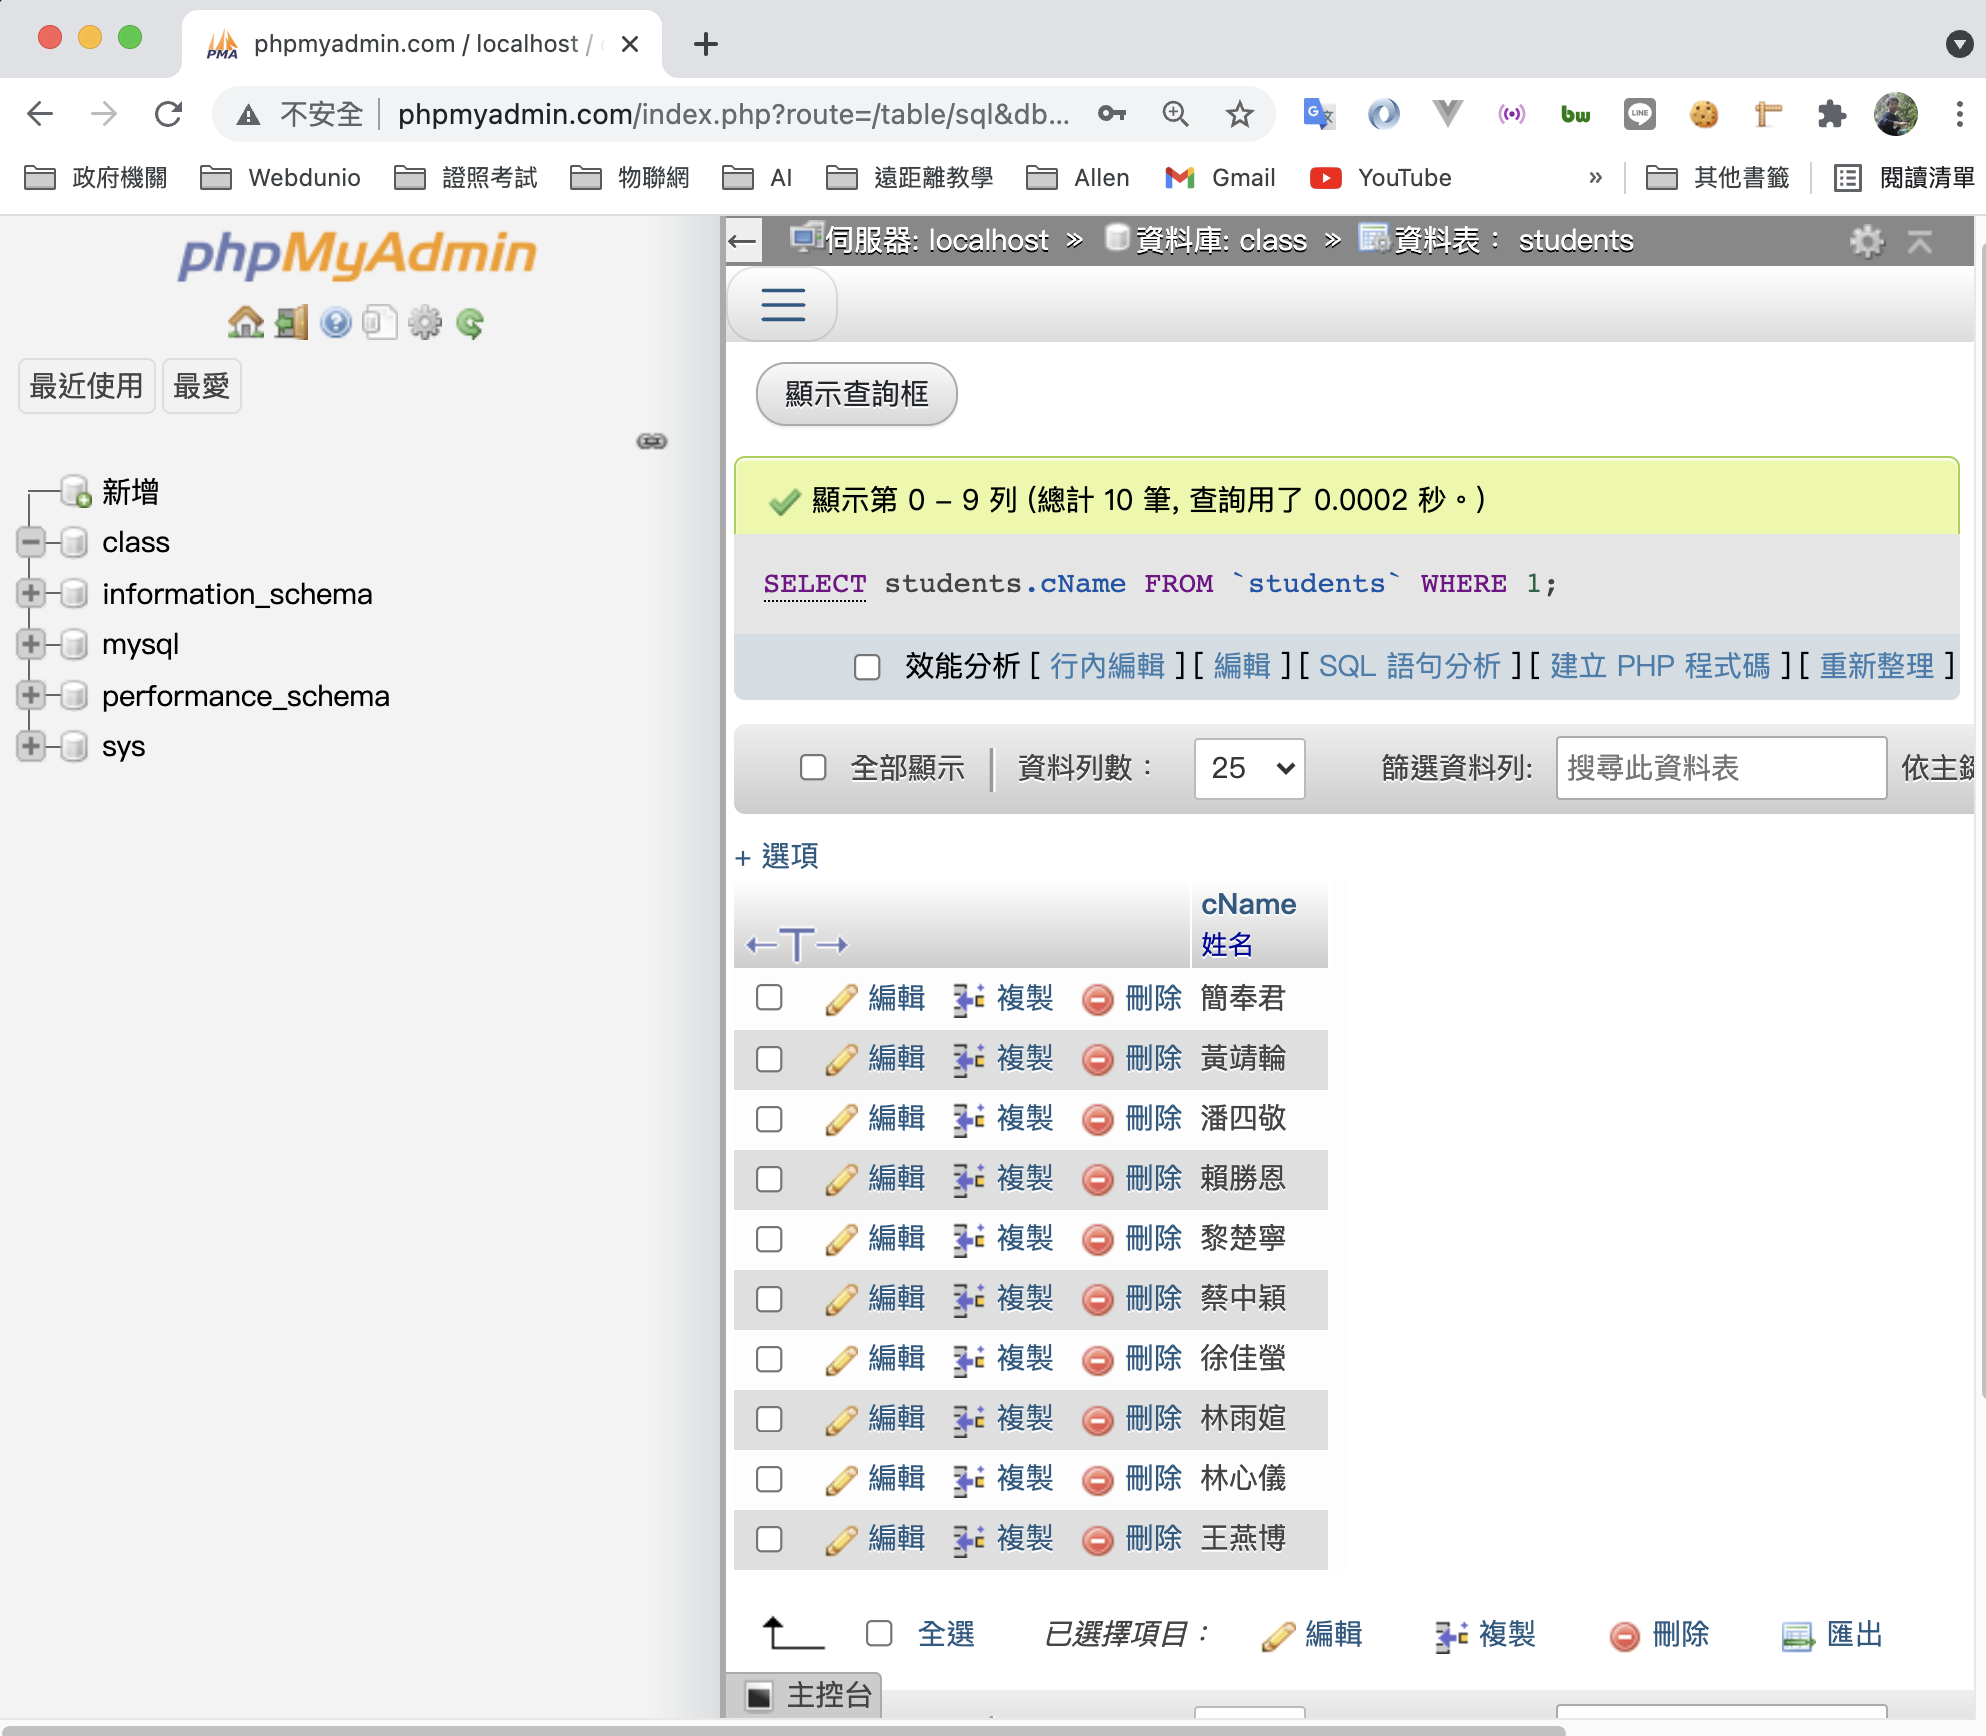 phpmyadmin.com / localhost /
不安全 phpmyadmin.com/index.php?route=/table/sql&db...
政府機關 Webdunio 證照考試 物聯網 AI 遠距離教學 Allen Gmail YouTube » 其他書籤 閱讀清單
phpMyAdmin
最近使用 最愛
新增
class
information_schema
mysql
performance_schema
sys
伺服器: localhost » 資料庫: class » 資料表： students
顯示查詢框
顯示第 0 - 9 列 (總計 10 筆, 查詢用了 0.0002 秒。)
SELECT students.cName FROM `students` WHERE 1;
效能分析 [ 行內編輯 ][ 編輯 ][ SQL 語句分析 ][ 建立 PHP 程式碼 ][ 重新整理 ]
全部顯示 資料列數： 25 篩選資料列: 搜尋此資料表 依主鍵
+ 選項
←T→ cName
姓名
編輯 複製 刪除 簡奉君
編輯 複製 刪除 黃靖輪
編輯 複製 刪除 潘四敬
編輯 複製 刪除 賴勝恩
編輯 複製 刪除 黎楚寧
編輯 複製 刪除 蔡中穎
編輯 複製 刪除 徐佳螢
編輯 複製 刪除 林雨媗
編輯 複製 刪除 林心儀
編輯 複製 刪除 王燕博
全選 已選擇項目： 編輯 複製 刪除 匯出
主控台